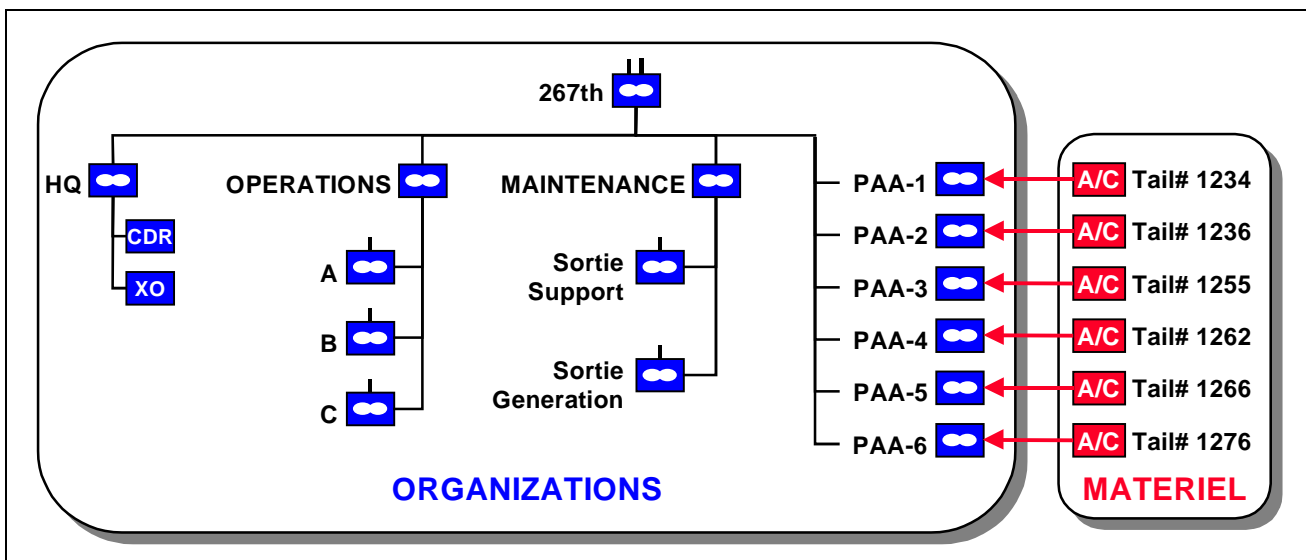 267th
HQ
OPERATIONS
MAINTENANCE
CDR
XO
A
B
C
Sortie
Support
Sortie
Generation
PAA-1
PAA-2
PAA-3
PAA-4
PAA-5
PAA-6
ORGANIZATIONS
A/C Tail# 1234
A/C Tail# 1236
A/C Tail# 1255
A/C Tail# 1262
A/C Tail# 1266
A/C Tail# 1276
MATERIEL